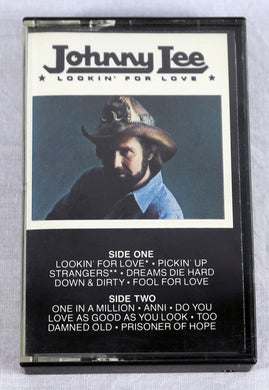 Johnny Lee
★ LOOKIN' FOR LOVE ★
SIDE ONE
LOOKIN' FOR LOVE* • PICKIN' UP
STRANGERS** • DREAMS DIE HARD
DOWN & DIRTY • FOOL FOR LOVE
SIDE TWO
ONE IN A MILLION • ANNI • DO YOU
LOVE AS GOOD AS YOU LOOK • TOO
DAMNED OLD • PRISONER OF HOPE